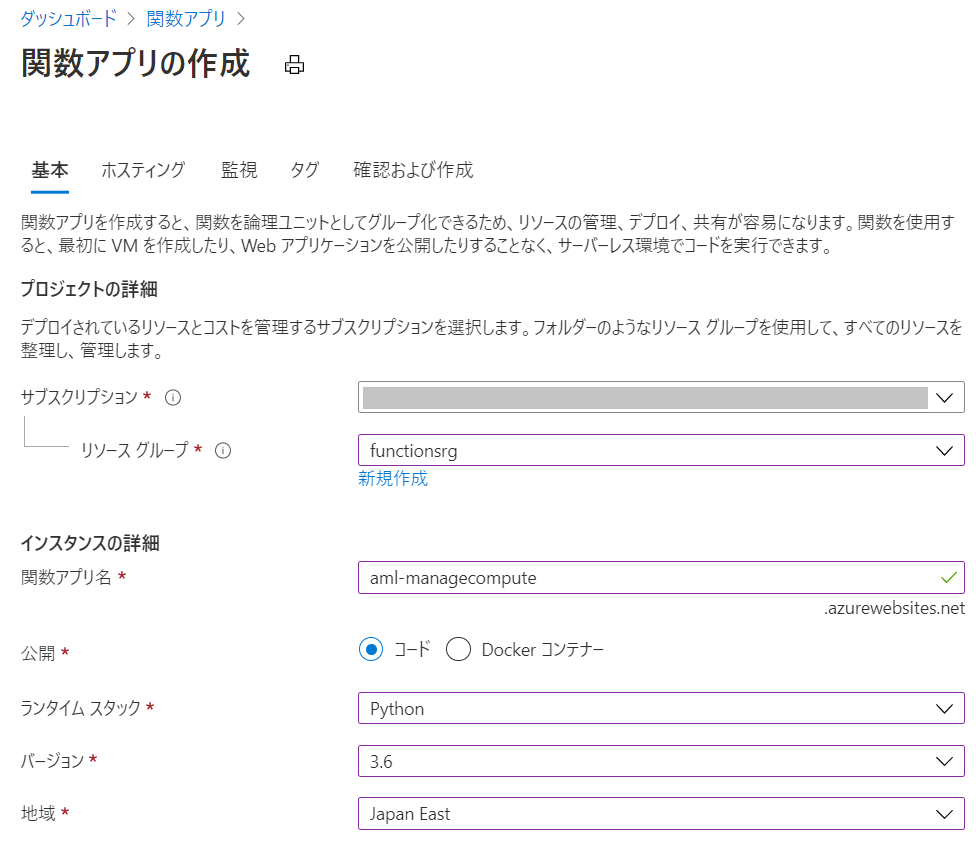 ダッシュボード > 関数アプリ >
関数アプリの作成
基本 ホスティング 監視 タグ 確認および作成
関数アプリを作成すると、関数を論理ユニットとしてグループ化できるため、リソースの管理、デプロイ、共有が容易になります。関数を使用す
ると、最初に VM を作成したり、Web アプリケーションを公開したりすることなく、サーバーレス環境でコードを実行できます。
プロジェクトの詳細
デプロイされているリソースとコストを管理するサブスクリプションを選択します。フォルダーのようなリソース グループを使用して、すべてのリソースを
整理し、管理します。
サブスクリプション *
リソース グループ * functionsrg
新規作成
インスタンスの詳細
関数アプリ名 * aml-managecompute
.azurewebsites.net
公開 * コード Docker コンテナー
ランタイム スタック * Python
バージョン * 3.6
地域 * Japan East